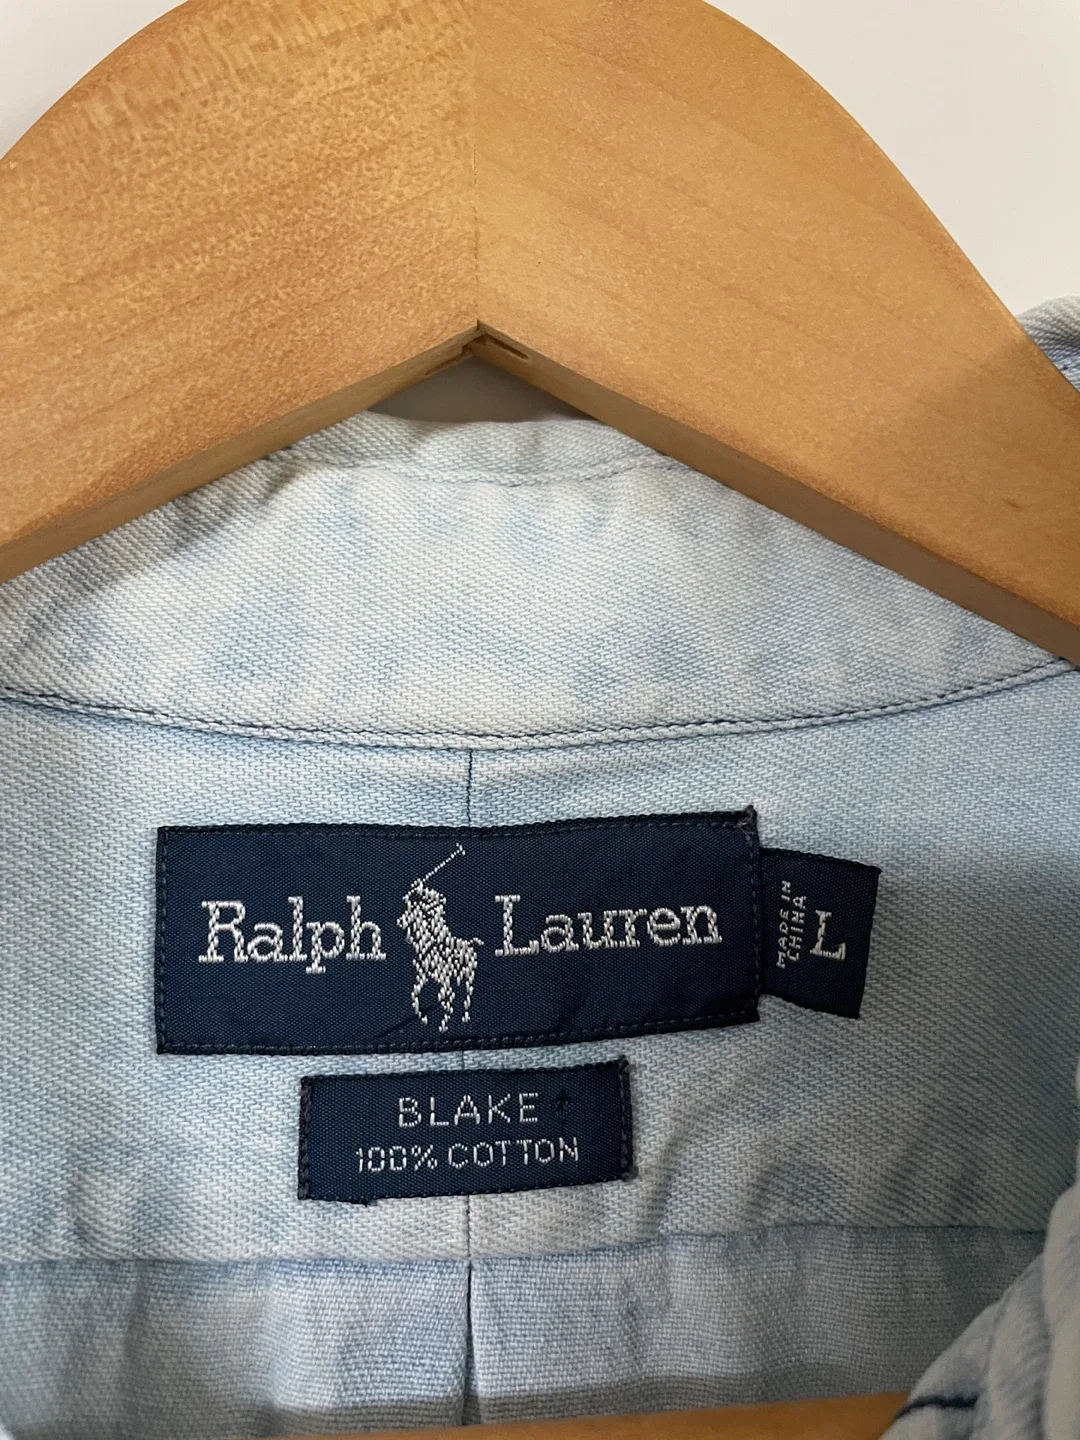 Ralph Lauren
MADE IN
CHINA
L
BLAKE
100% COTTON